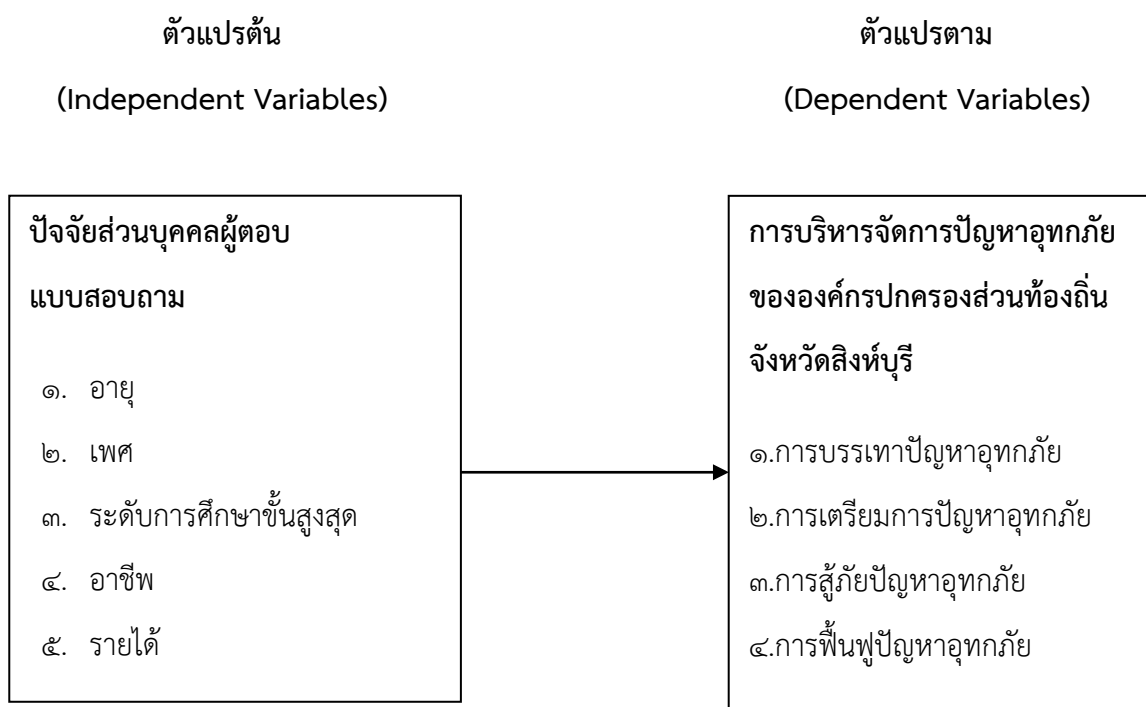 ตัวแปรต้น
(Independent Variables)
ตัวแปรตาม
(Dependent Variables)
ปัจจัยส่วนบุคคลผู้ตอบ
แบบสอบถาม
๑. อายุ
๒. เพศ
๓. ระดับการศึกษาขั้นสูงสุด
๔. อาชีพ
๕. รายได้
การบริหารจัดการปัญหาอุทกภัย
ขององค์กรปกครองส่วนท้องถิ่น
จังหวัดสิงห์บุรี
๑.การบรรเทาปัญหาอุทกภัย
๒.การเตรียมการปัญหาอุทกภัย
๓.การสู้ภัยปัญหาอุทกภัย
๔.การฟื้นฟูปัญหาอุทกภัย